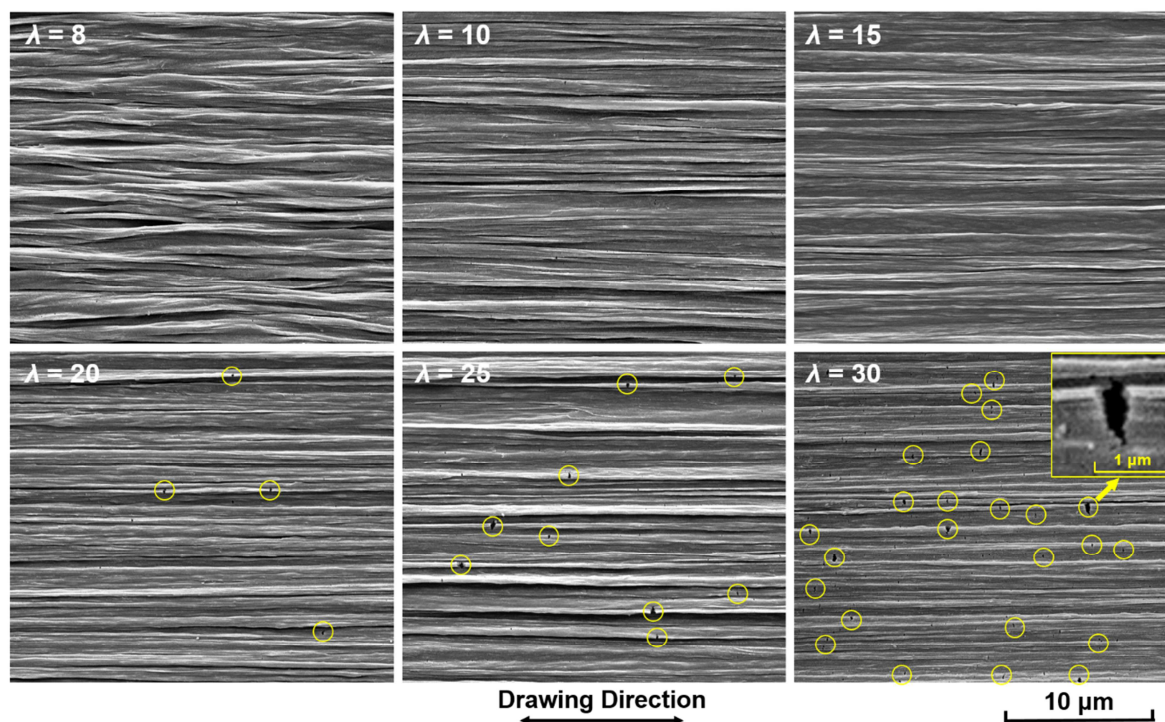 λ = 8
λ = 10
λ = 15
λ = 20
λ = 25
λ = 30
1 µm
Drawing Direction
10 µm